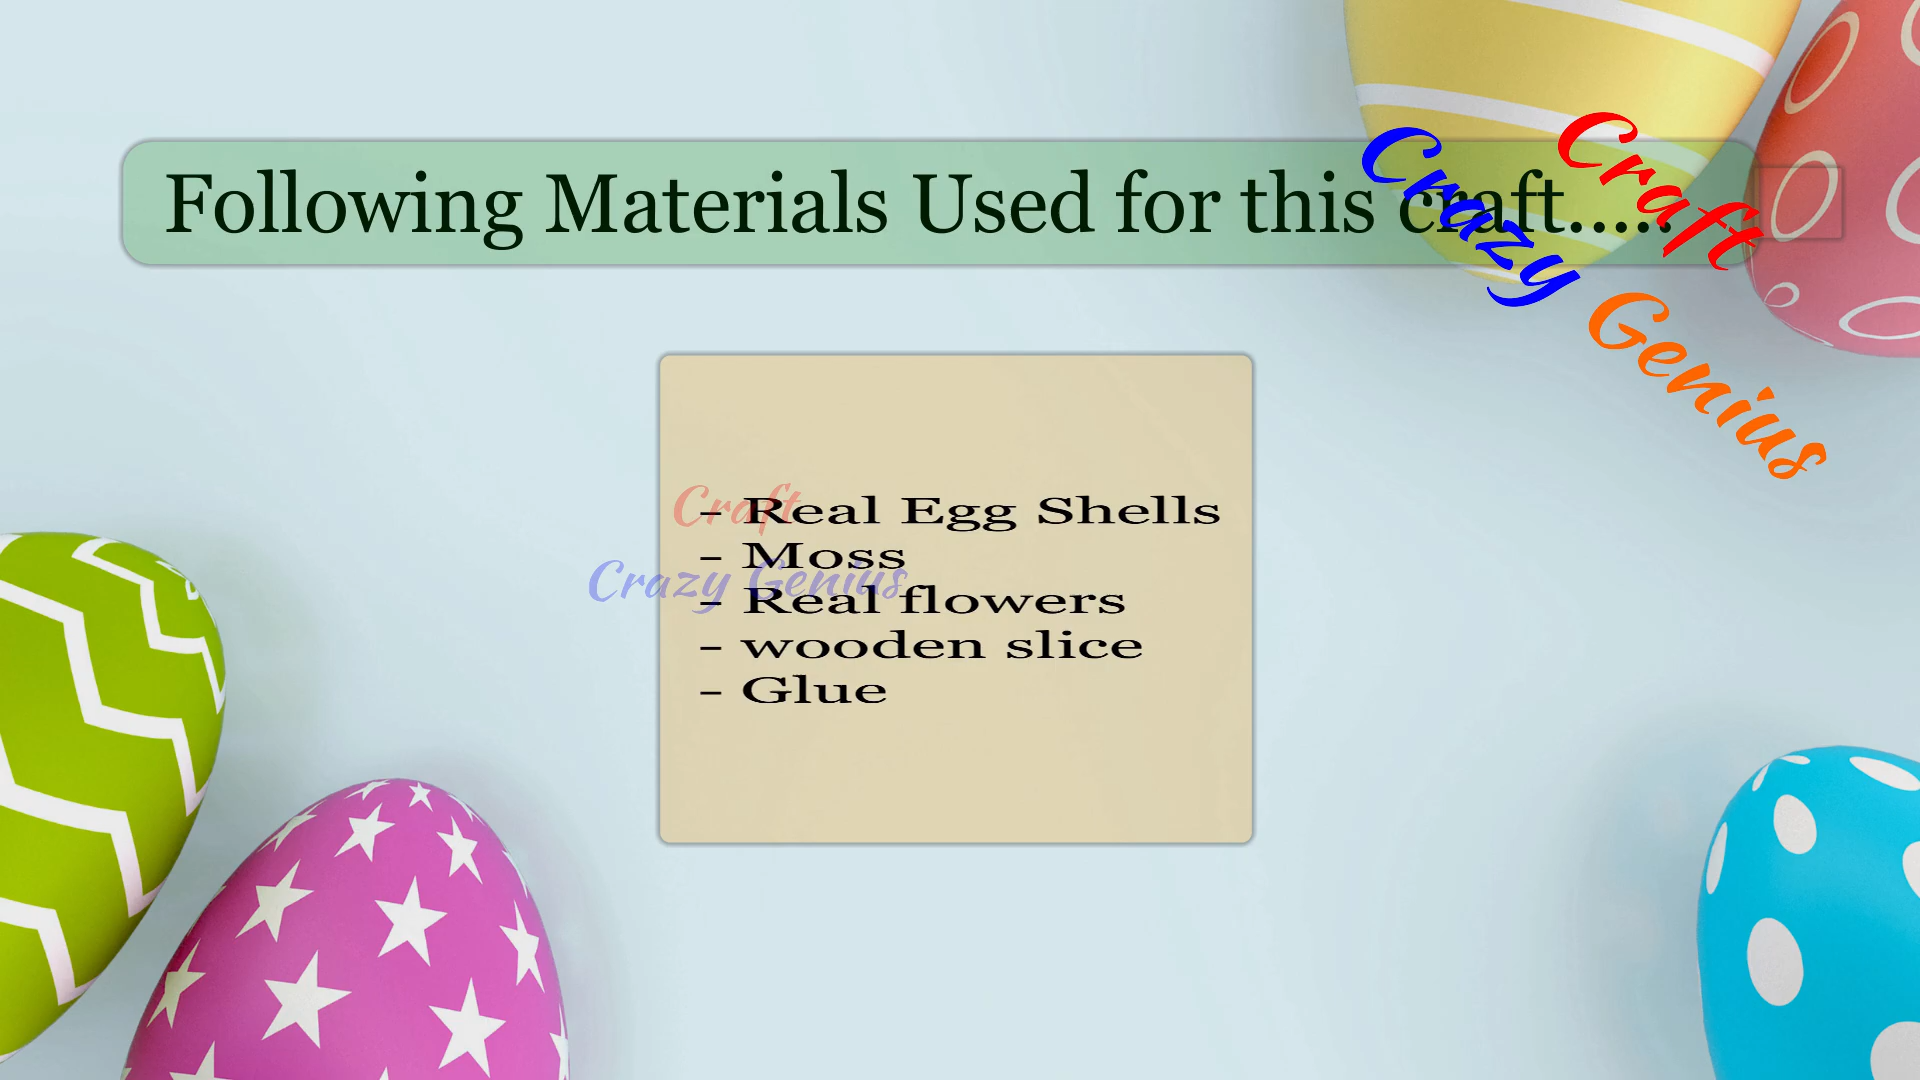 Following Materials Used for this craft.....
Craft
Crazy
Genius
- Real Egg Shells
- Moss
- Real flowers
- wooden slice
- Glue
Craft
Crazy Genius